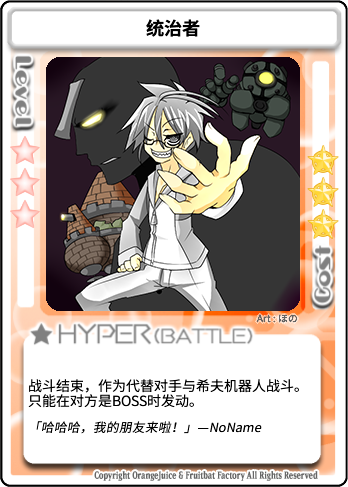 统治者
Level
Cost
Art : ほの
HYPER(BATTLE)
战斗结束，作为代替对手与希夫机器人战斗。
只能在对方是BOSS时发动。
「哈哈哈，我的朋友来啦！」—NoName
Copyright OrangeJuice & Fruitbat Factory All Rights Reserved